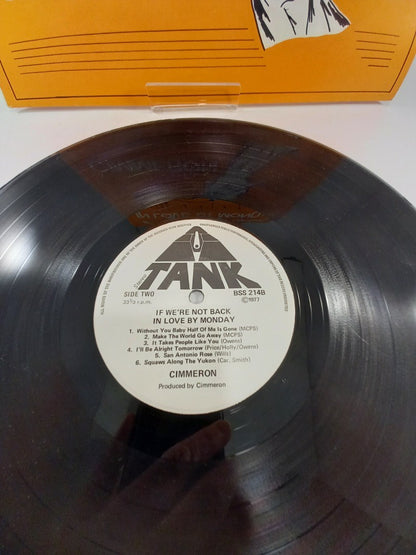 Stereo
TANK
SIDE TWO
33⅓ r.p.m.
BSS 214B
©1977
IF WE'RE NOT BACK
IN LOVE BY MONDAY
1. Without You Baby Half Of Me Is Gone (MCPS)
2. Make The World Go Away (MCPS)
3. It Takes People Like You (Owens)
4. I'll Be Alright Tomorrow (Price/Holly/Owens)
5. San Antonio Rose (Wills)
6. Squaws Along The Yukon (Car. Smith)
CIMMERON
Produced by Cimmeron